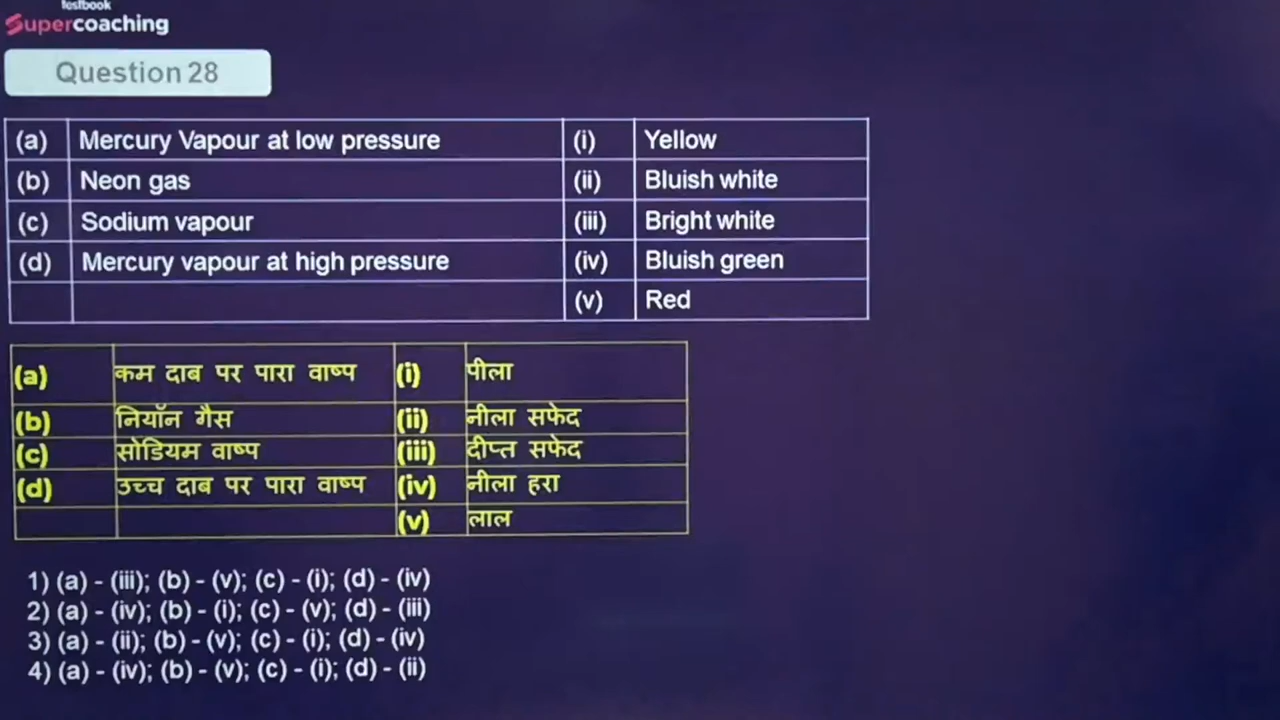 testbook
Supercoaching
Question 28
(a) Mercury Vapour at low pressure (i) Yellow
(b) Neon gas (ii) Bluish white
(c) Sodium vapour (iii) Bright white
(d) Mercury vapour at high pressure (iv) Bluish green
(v) Red
(a) कम दाब पर पारा वाष्प (i) पीला
(b) नियॉन गैस (ii) नीला सफेद
(c) सोडियम वाष्प (iii) दीप्त सफेद
(d) उच्च दाब पर पारा वाष्प (iv) नीला हरा
(v) लाल
1) (a) - (iii); (b) - (v); (c) - (i); (d) - (iv)
2) (a) - (iv); (b) - (i); (c) - (v); (d) - (iii)
3) (a) - (ii); (b) - (v); (c) - (i); (d) - (iv)
4) (a) - (iv); (b) - (v); (c) - (i); (d) - (ii)